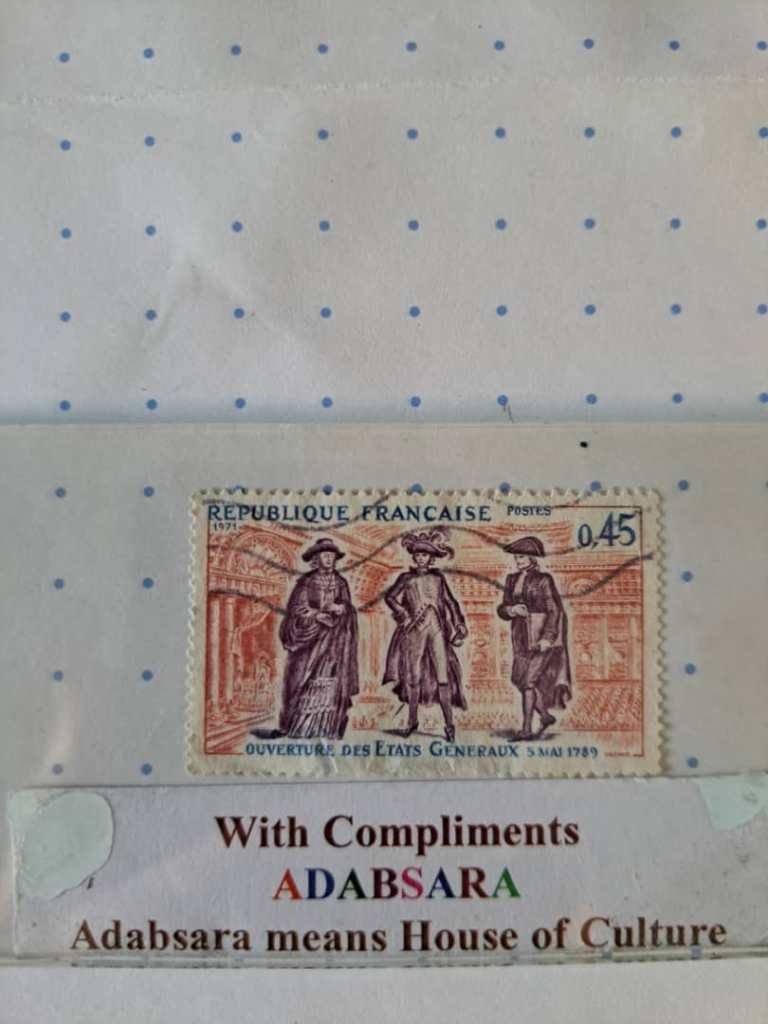 REPUBLIQUE FRANCAISE POSTES
1971
0,45
OUVERTURE DES ETATS GENERAUX 5 MAI 1789
With Compliments
ADABSARA
Adabsara means House of Culture